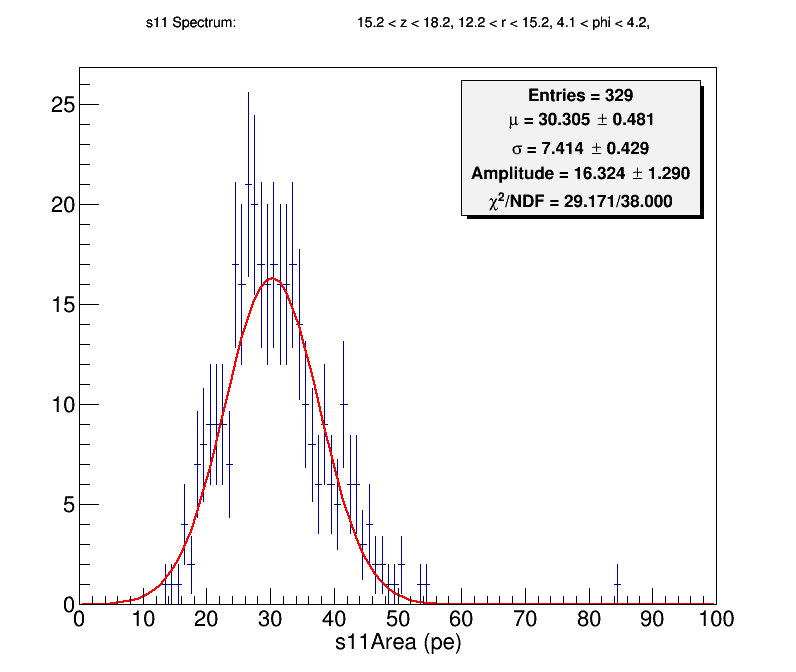 s11 Spectrum: 15.2 < z < 18.2, 12.2 < r < 15.2, 4.1 < phi < 4.2,
Entries = 329
μ = 30.305 ± 0.481
σ = 7.414 ± 0.429
Amplitude = 16.324 ± 1.290
χ²/NDF = 29.171/38.000
25
20
15
10
5
0
0 10 20 30 40 50 60 70 80 90 100
s11Area (pe)